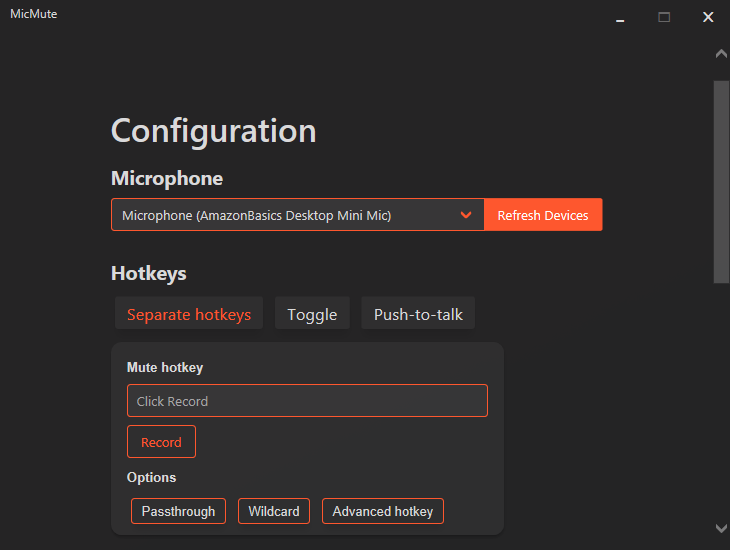 MicMute
Configuration
Microphone
Microphone (AmazonBasics Desktop Mini Mic)
Refresh Devices
Hotkeys
Separate hotkeys
Toggle
Push-to-talk
Mute hotkey
Click Record
Record
Options
Passthrough
Wildcard
Advanced hotkey